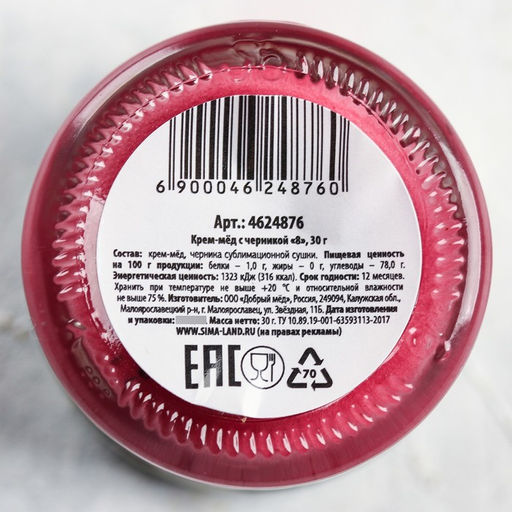 6 900046 248760
Арт.: 4624876
Крем-мёд с черникой «8», 30 г
Состав: крем-мёд, черника сублимационной сушки. Пищевая ценность
на 100 г продукции: белки – 1,0 г, жиры – 0 г, углеводы – 78,0 г.
Энергетическая ценность: 1323 кДж (316 ккал). Срок годности: 12 месяцев.
Хранить при температуре не выше +20 °C и относительной влажности
не выше 75 %. Изготовитель: ООО «Добрый мёд», Россия, 249094, Калужская обл.,
Малоярославецкий р-н, г. Малоярославец, ул. Звёздная, 11Б. Дата изготовления
и упаковки: Масса нетто: 30 г. ТУ 10.89.19-001-63593113-2017
WWW.SIMA-LAND.RU (на правах рекламы)
EAC 70